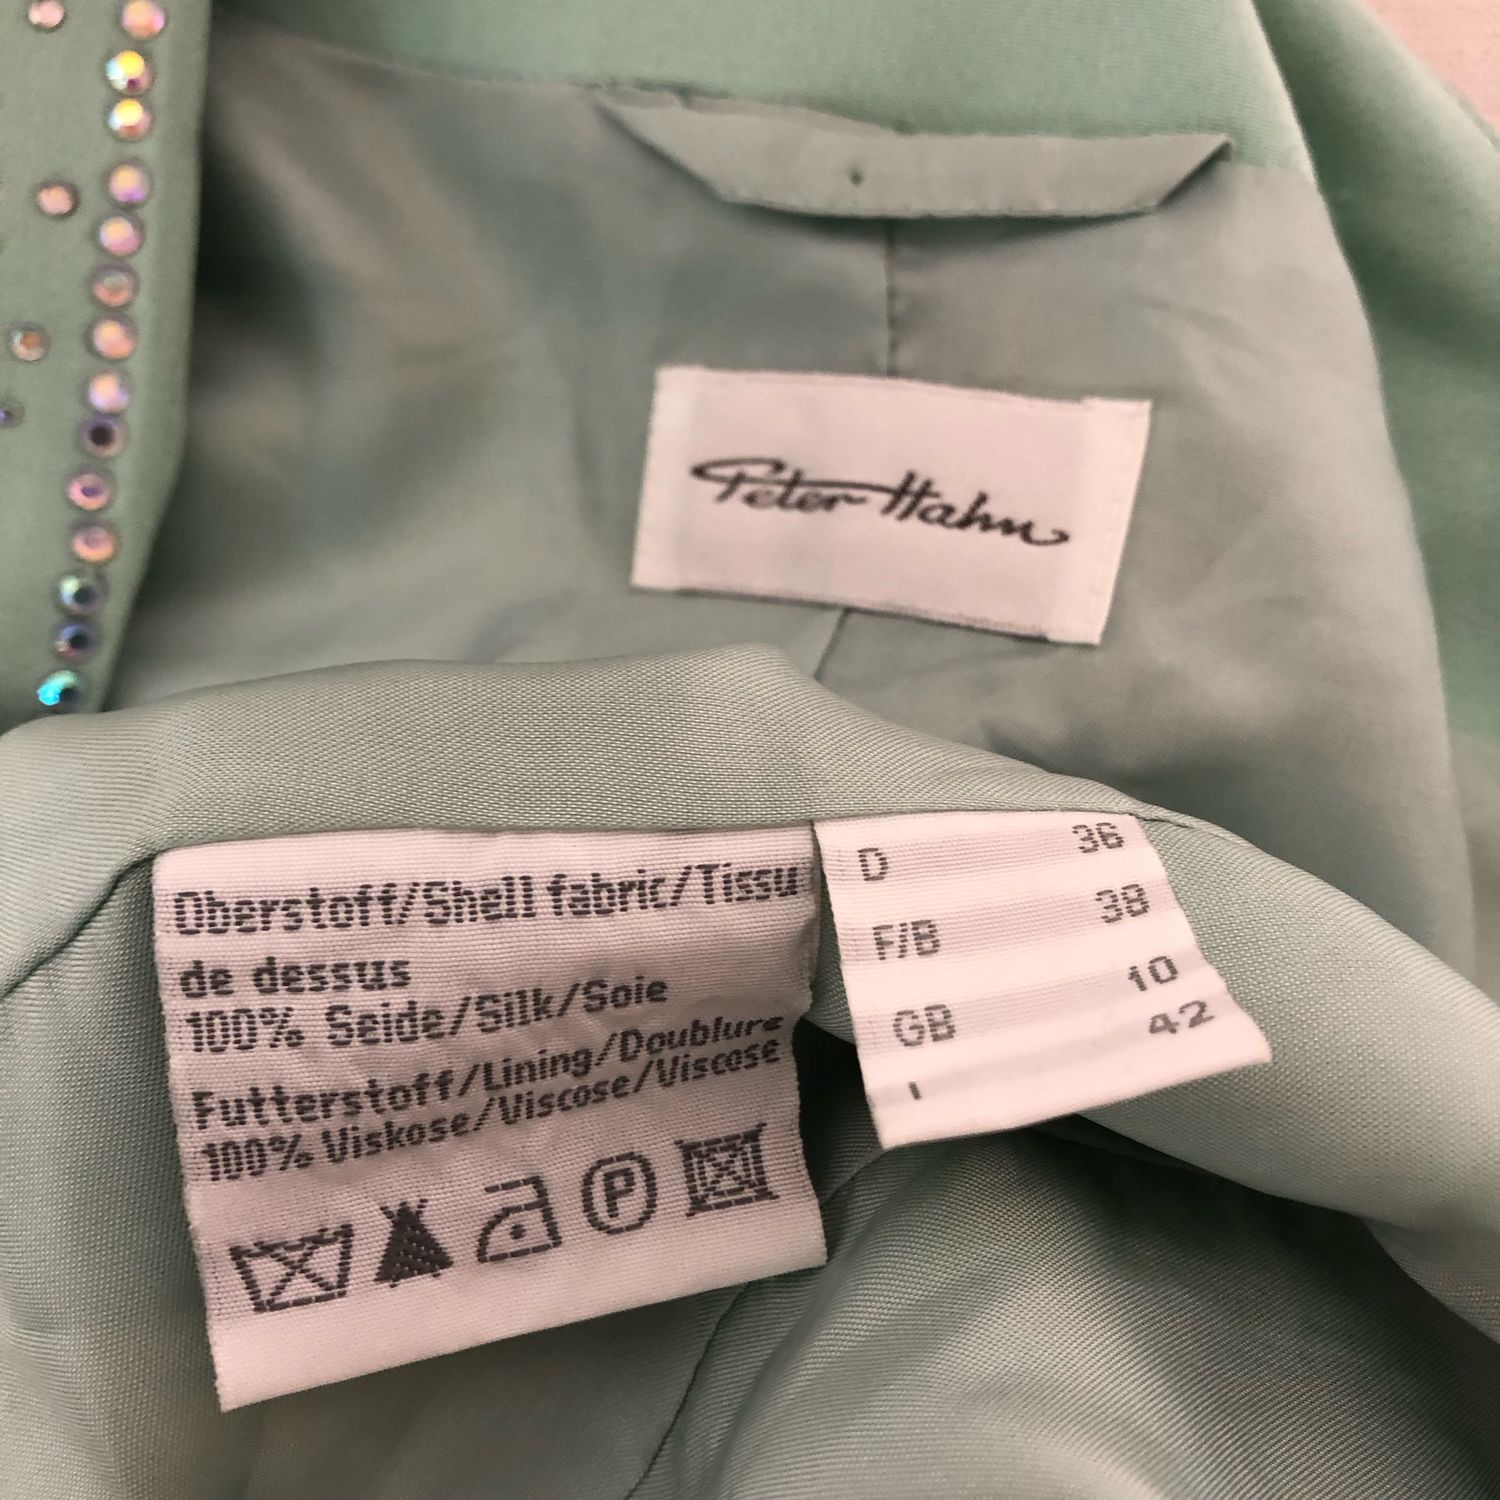 Peter Hahn
Oberstoff/Shell fabric/Tissu
de dessus
100% Seide/Silk/Soie
Futterstoff/Lining/Doublure
100% Viskose/Viscose/Viscose
P
D 36
F/B 38
GB 10
I 42